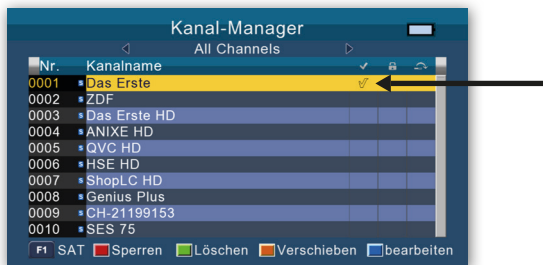 Kanal-Manager
All Channels
Nr. Kanalname
0001 S Das Erste
0002 S ZDF
0003 S Das Erste HD
0004 S ANIXE HD
0005 S QVC HD
0006 S HSE HD
0007 S ShopLC HD
0008 S Genius Plus
0009 S CH-21199153
0010 S SES 75
F1 SAT Sperren Löschen Verschieben bearbeiten